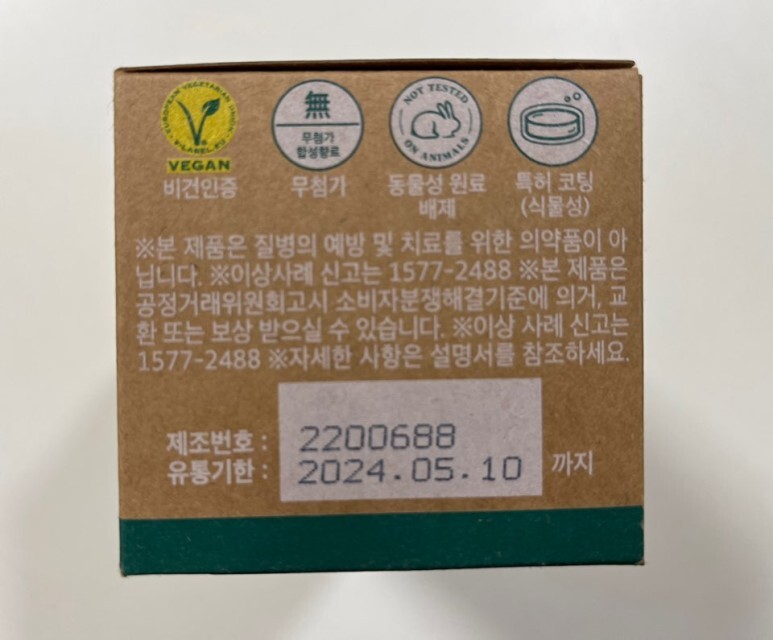 EUROPEAN VEGETARIAN UNION
V-LABEL.EU
VEGAN
비건인증
無
무첨가
합성향료
무첨가
NOT TESTED
ON ANIMALS
동물성 원료
배제
특허 코팅
(식물성)
※본 제품은 질병의 예방 및 치료를 위한 의약품이 아
닙니다. ※이상사례 신고는 1577-2488 ※본 제품은
공정거래위원회고시 소비자분쟁해결기준에 의거, 교
환 또는 보상 받으실 수 있습니다. ※이상 사례 신고는
1577-2488 ※자세한 사항은 설명서를 참조하세요.
제조번호 : 2200688
유통기한 : 2024.05.10 까지